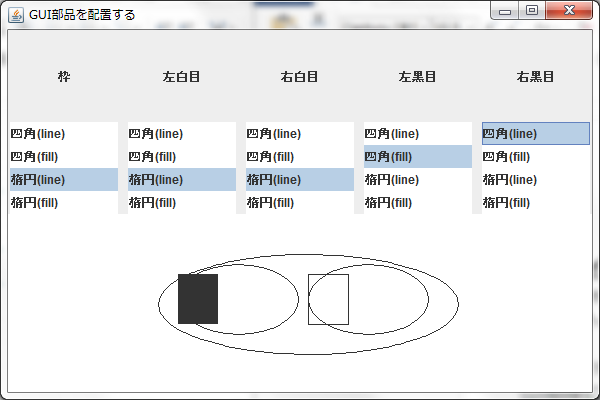 GUI部品を配置する
枠 左白目 右白目 左黒目 右黒目
四角(line) 四角(line) 四角(line) 四角(line) 四角(line)
四角(fill) 四角(fill) 四角(fill) 四角(fill) 四角(fill)
楕円(line) 楕円(line) 楕円(line) 楕円(line) 楕円(line)
楕円(fill) 楕円(fill) 楕円(fill) 楕円(fill) 楕円(fill)